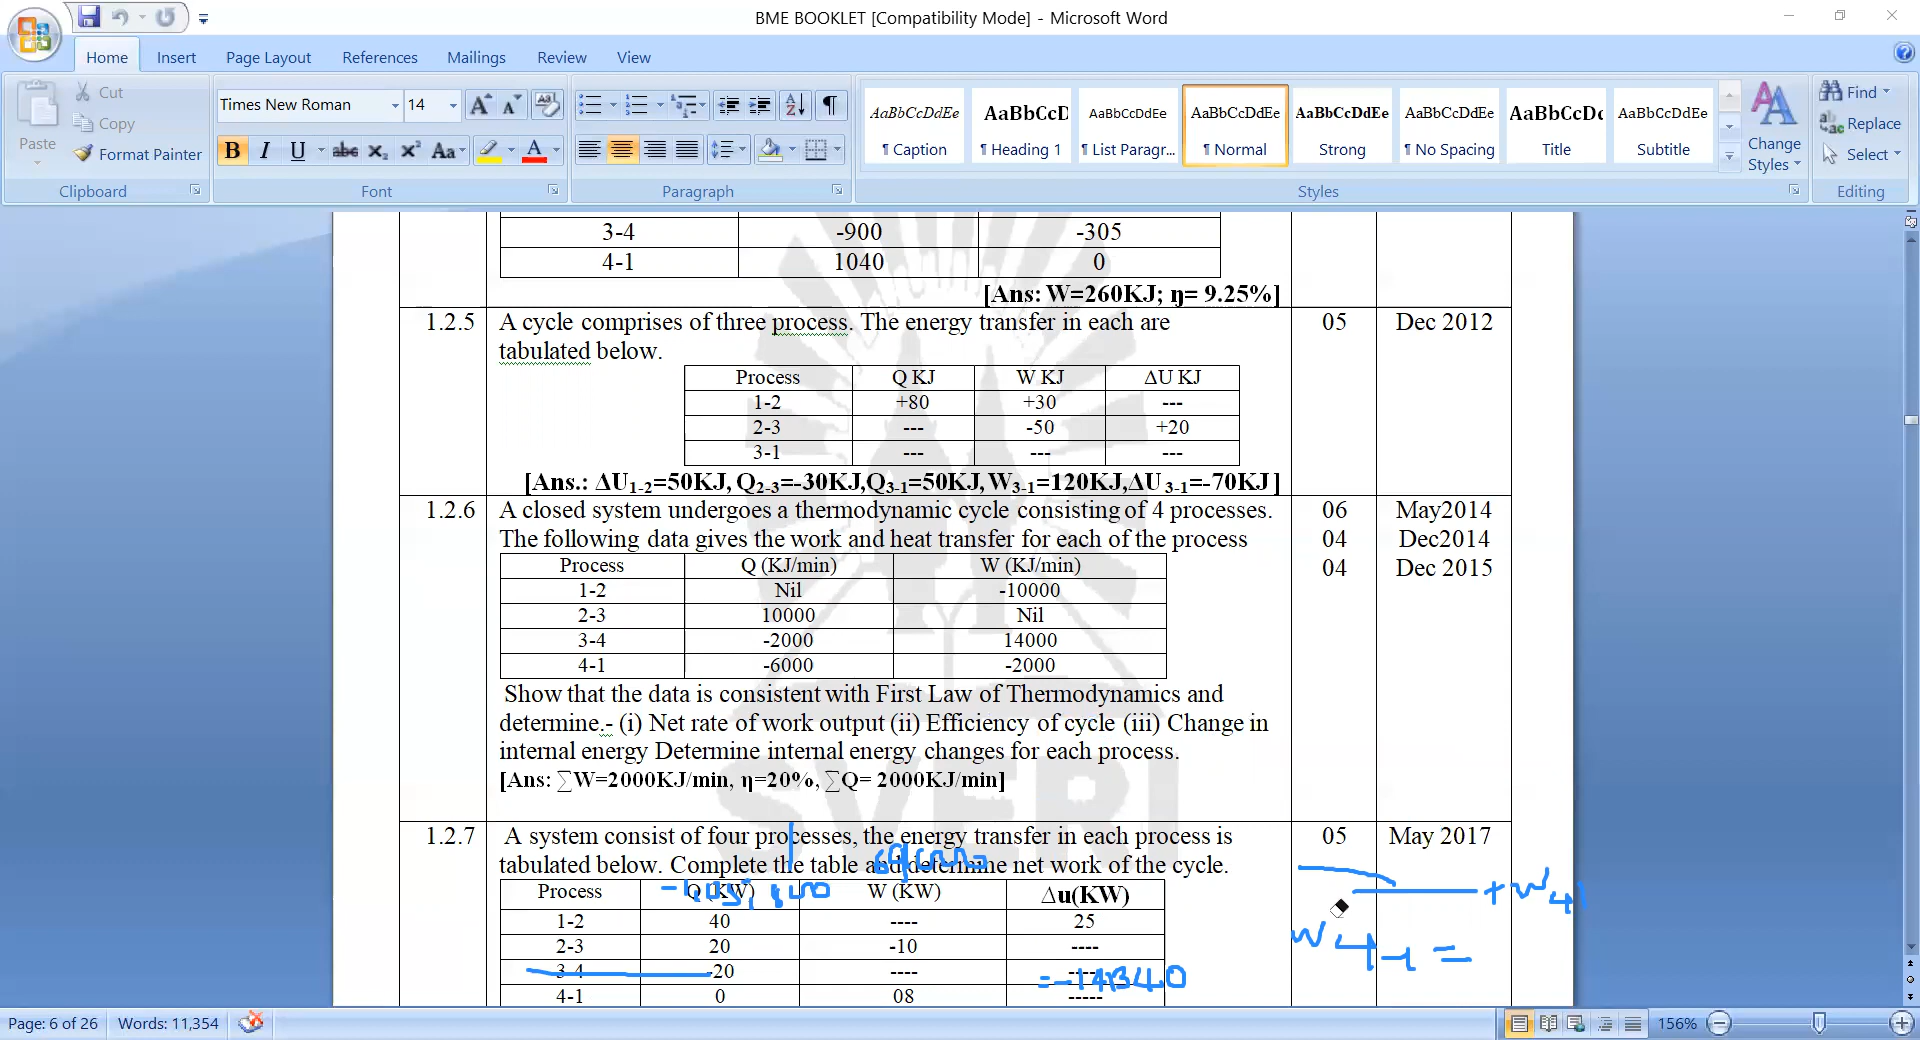 BME BOOKLET [Compatibility Mode] - Microsoft Word
Home Insert Page Layout References Mailings Review View
Paste
Cut
Copy
Format Painter
Clipboard
Times New Roman 14
Font
Paragraph
AaBbCcDdEe AaBbCcD AaBbCcDdEe AaBbCcDdEe AaBbCcDdEe AaBbCcDdEe AaBbCcDc AaBbCcDdEe
Caption ¶ Heading 1 ¶ List Paragr... ¶ Normal Strong ¶ No Spacing Title Subtitle
Styles
Change Styles
Find
Replace
Select
Editing
3-4 -900 -305
4-1 1040 0
[Ans: W=260KJ; ŋ= 9.25%]
1.2.5 A cycle comprises of three process. The energy transfer in each are 05 Dec 2012
tabulated below.
Process Q KJ W KJ ΔU KJ
1-2 +80 +30 ---
2-3 --- -50 +20
3-1 --- --- ---
[Ans.: ΔU1-2=50KJ, Q2-3=-30KJ,Q3-1=50KJ, W3-1=120KJ,ΔU 3-1=-70KJ]
1.2.6 A closed system undergoes a thermodynamic cycle consisting of 4 processes. 06 May2014
The following data gives the work and heat transfer for each of the process 04 Dec2014
04 Dec 2015
Process Q (KJ/min) W (KJ/min)
1-2 Nil -10000
2-3 10000 Nil
3-4 -2000 14000
4-1 -6000 -2000
Show that the data is consistent with First Law of Thermodynamics and
determine.- (i) Net rate of work output (ii) Efficiency of cycle (iii) Change in
internal energy Determine internal energy changes for each process.
[Ans: ∑W=2000KJ/min, η=20%, ∑Q= 2000KJ/min]
SVERI
1.2.7 A system consist of four processes, the energy transfer in each process is 05 May 2017
tabulated below. Complete the table and determine net work of the cycle.
Process Q (KW) W (KW) Δu(KW)
1-2 40 ---- 25
2-3 20 -10 ----
3-4 -20 ---- ----
4-1 0 08 -----
+ W41
W4-1 =
Page: 6 of 26 Words: 11,354 156%